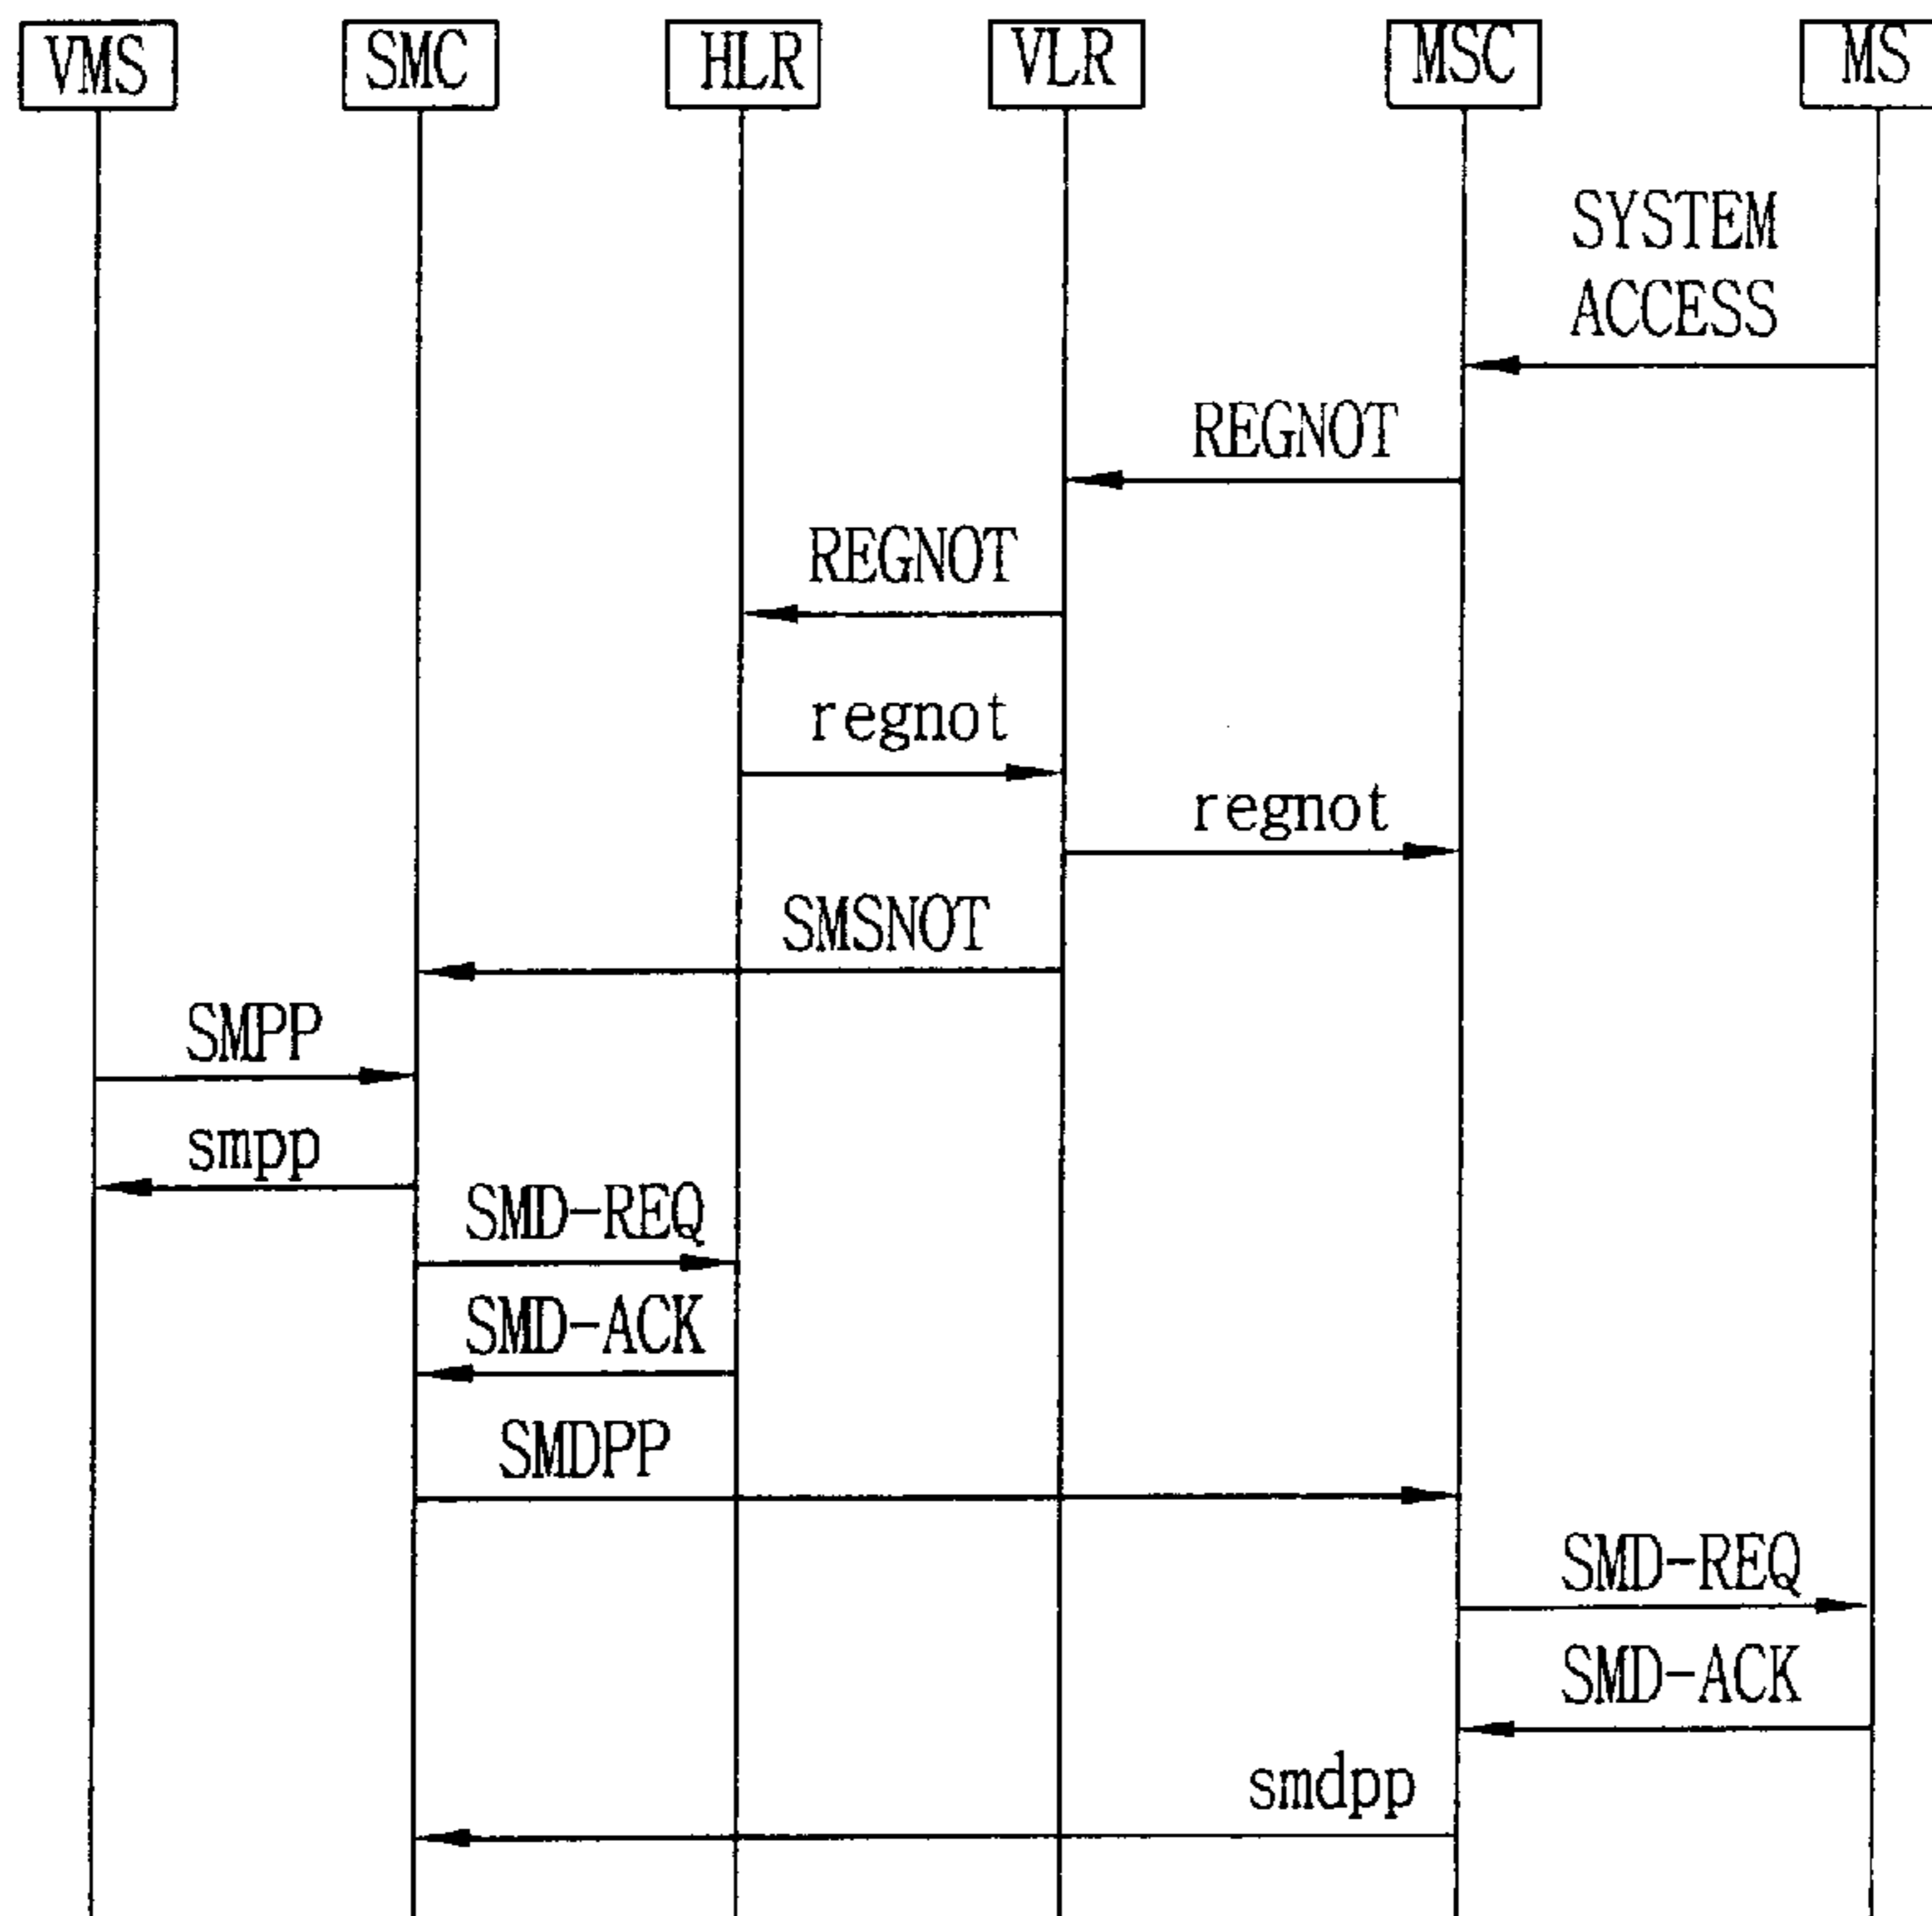 VMS SMC HLR VLR MSC MS
SYSTEM
ACCESS
REGNOT
REGNOT
regnot
regnot
SMSNOT
SMPP
smpp
SMD-REQ
SMD-ACK
SMDPP
SMD-REQ
SMD-ACK
smdpp